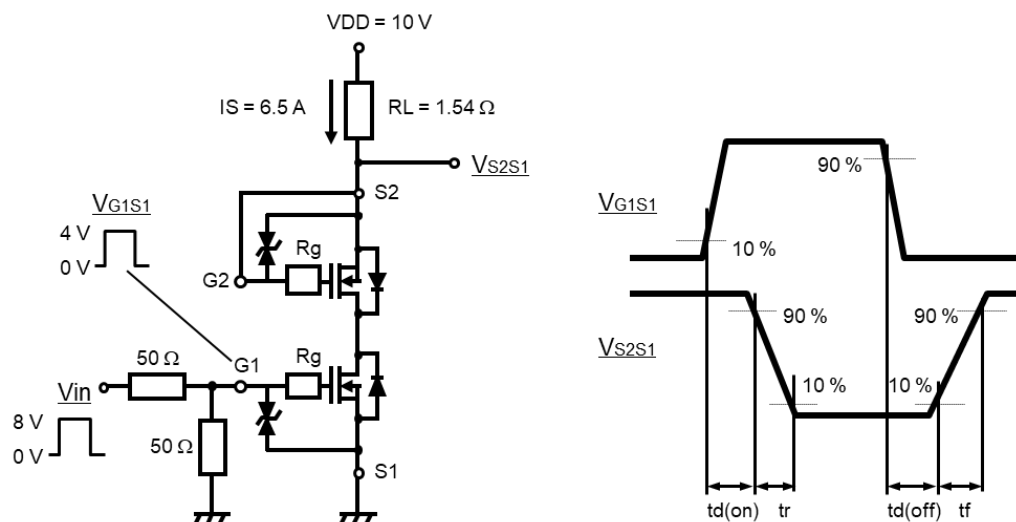 VDD = 10 V
IS = 6.5 A
RL = 1.54 Ω
VS2S1
S2
VG1S1
4 V
0 V
Rg
G2
50 Ω
G1
Rg
Vin
8 V
0 V
50 Ω
S1
VG1S1
90 %
10 %
VS2S1
90 %
90 %
10 %
10 %
td(on)
tr
td(off)
tf